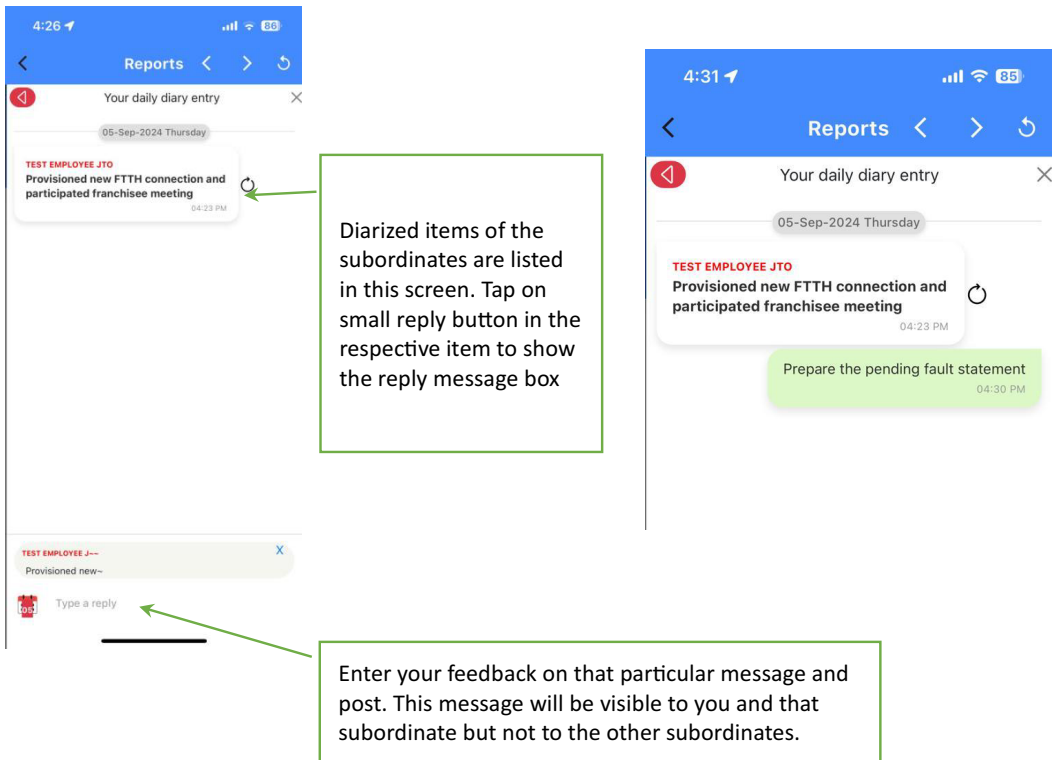 4:26
86
Reports
Your daily diary entry
05-Sep-2024 Thursday
TEST EMPLOYEE JTO
Provisioned new FTTH connection and
participated franchisee meeting
04:23 PM
TEST EMPLOYEE J~~
X
Provisioned new~
05
Type a reply
Diarized items of the
subordinates are listed
in this screen. Tap on
small reply button in the
respective item to show
the reply message box
4:31
85
Reports
Your daily diary entry
05-Sep-2024 Thursday
TEST EMPLOYEE JTO
Provisioned new FTTH connection and
participated franchisee meeting
04:23 PM
Prepare the pending fault statement
04:30 PM
Enter your feedback on that particular message and
post. This message will be visible to you and that
subordinate but not to the other subordinates.